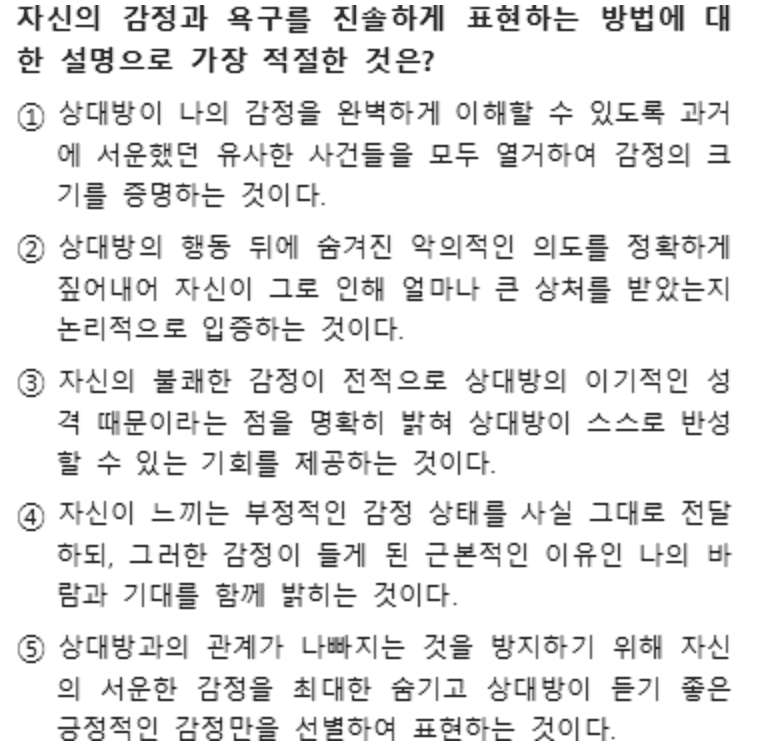 자신의 감정과 욕구를 진솔하게 표현하는 방법에 대
한 설명으로 가장 적절한 것은?
① 상대방이 나의 감정을 완벽하게 이해할 수 있도록 과거
에 서운했던 유사한 사건들을 모두 열거하여 감정의 크
기를 증명하는 것이다.
② 상대방의 행동 뒤에 숨겨진 악의적인 의도를 정확하게
짚어내어 자신이 그로 인해 얼마나 큰 상처를 받았는지
논리적으로 입증하는 것이다.
③ 자신의 불쾌한 감정이 전적으로 상대방의 이기적인 성
격 때문이라는 점을 명확히 밝혀 상대방이 스스로 반성
할 수 있는 기회를 제공하는 것이다.
④ 자신이 느끼는 부정적인 감정 상태를 사실 그대로 전달
하되, 그러한 감정이 들게 된 근본적인 이유인 나의 바
람과 기대를 함께 밝히는 것이다.
⑤ 상대방과의 관계가 나빠지는 것을 방지하기 위해 자신
의 서운한 감정을 최대한 숨기고 상대방이 듣기 좋은
긍정적인 감정만을 선별하여 표현하는 것이다.